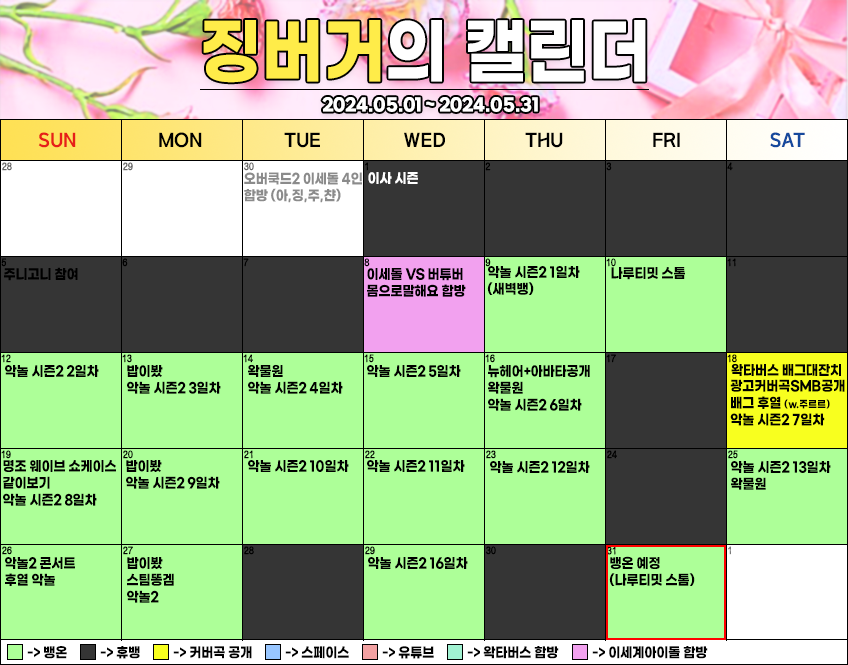 징버거의 캘린더
2024.05.01 ~ 2024.05.31
SUN MON TUE WED THU FRI SAT
28
29
30
오버쿡드2 이세돌 4인
합방 (아,징,주,챤)
1
이사 시즌
2
3
4
5
주니고니 참여
6
7
8
이세돌 VS 버튜버
몸으로말해요 합방
9
악놀 시즌2 1일차
(새벽뱅)
10
나루티밋 스톰
11
12
악놀 시즌2 2일차
13
밥이봤
악놀 시즌2 3일차
14
왁물원
악놀 시즌2 4일차
15
악놀 시즌2 5일차
16
뉴헤어+아바타공개
왁물원
악놀 시즌2 6일차
17
18
왁타버스 배그대잔치
광고커버곡SMB공개
배그 후열 (w.주르르)
악놀 시즌2 7일차
19
명조 웨이브 쇼케이스
같이보기
악놀 시즌2 8일차
20
밥이봤
악놀 시즌2 9일차
21
악놀 시즌2 10일차
22
악놀 시즌2 11일차
23
악놀 시즌2 12일차
24
25
악놀 시즌2 13일차
왁물원
26
악놀2 콘서트
후열 악놀
27
밥이봤
스팀똥겜
악놀2
28
29
악놀 시즌2 16일차
30
31
뱅온 예정
(나루티밋 스톰)
1
-> 뱅온 -> 휴뱅 -> 커버곡 공개 -> 스페이스 -> 유튜브 -> 왁타버스 합방 -> 이세계아이돌 합방